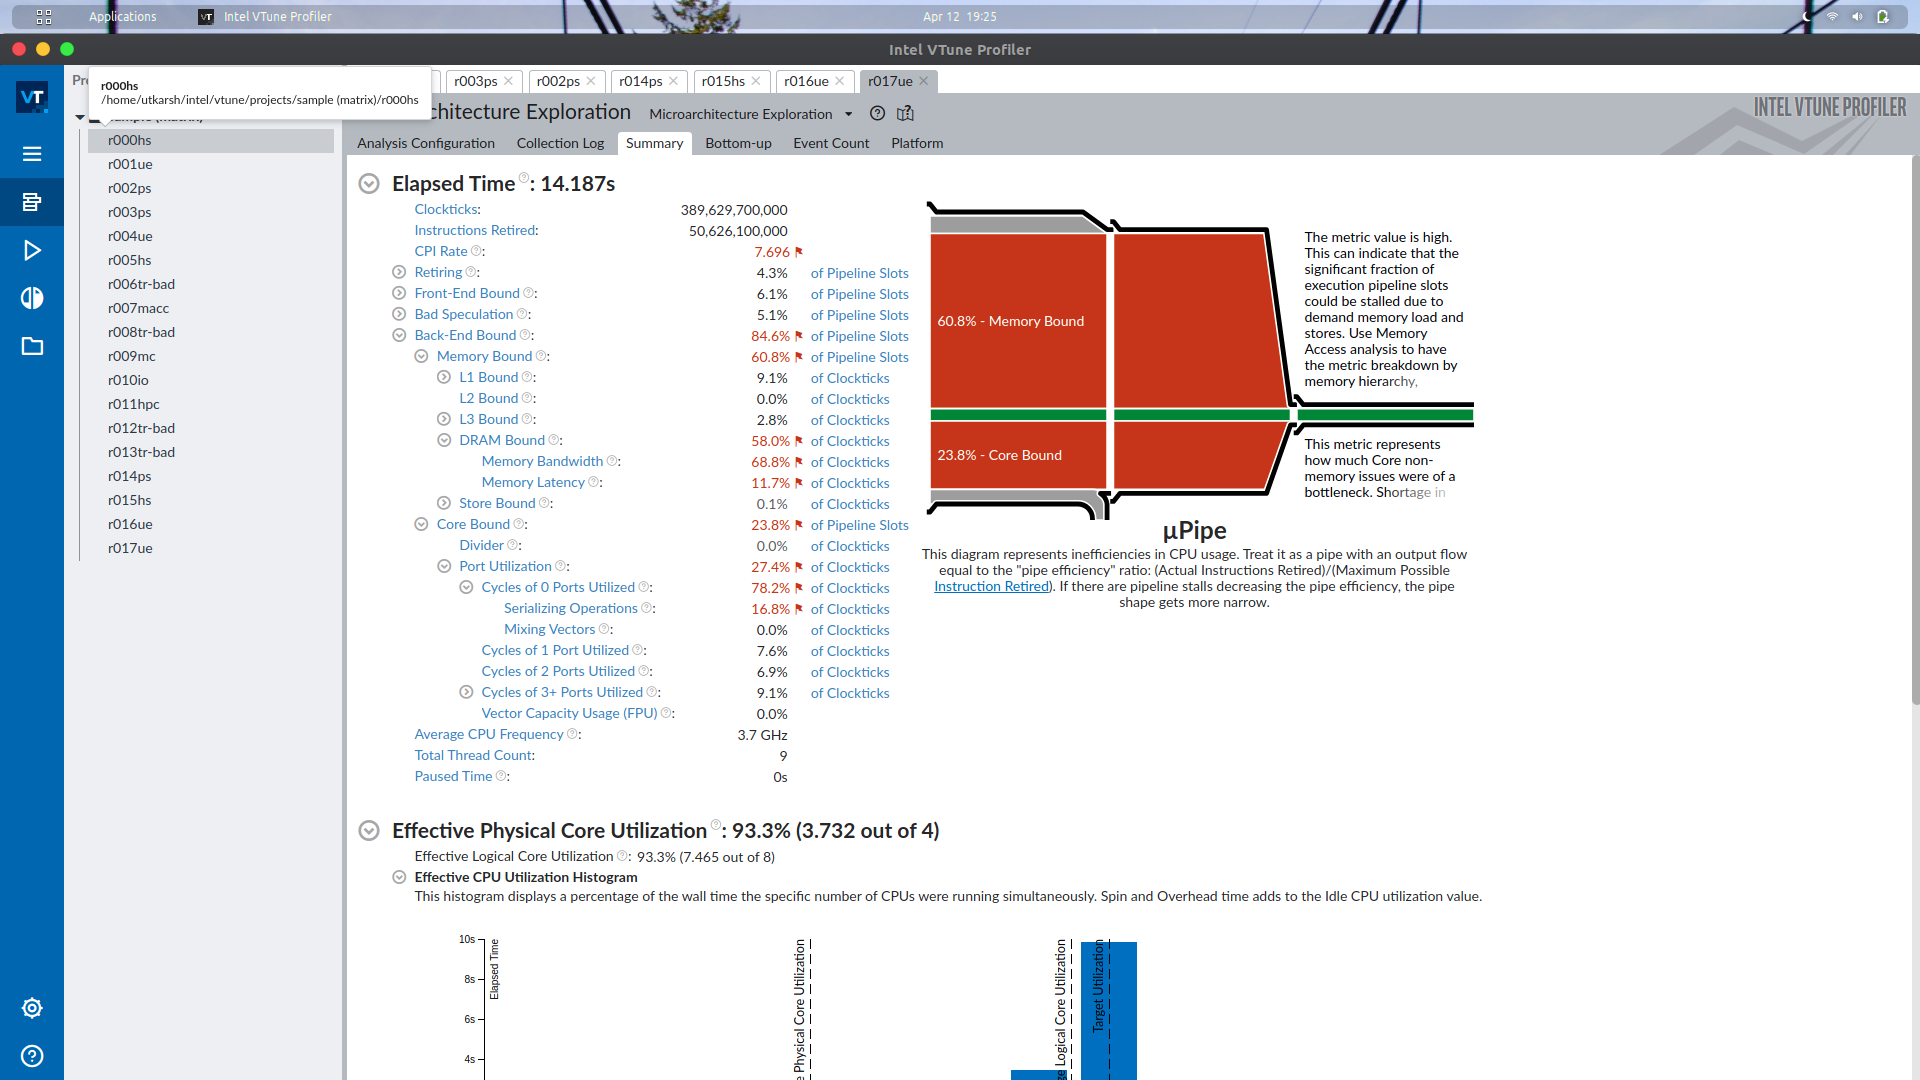 Applications
Intel VTune Profiler
Apr 12 19:25
Intel VTune Profiler
r000hs
/home/utkarsh/intel/vtune/projects/sample (matrix)/r000hs
VT
r003ps
r002ps
r014ps
r015hs
r016ue
r017ue
chitecture Exploration
Microarchitecture Exploration
INTEL VTUNE PROFILER
Analysis Configuration
Collection Log
Summary
Bottom-up
Event Count
Platform
r000hs
r001ue
r002ps
r003ps
r004ue
r005hs
r006tr-bad
r007macc
r008tr-bad
r009mc
r010io
r011hpc
r012tr-bad
r013tr-bad
r014ps
r015hs
r016ue
r017ue
Elapsed Time: 14.187s
Clockticks: 389,629,700,000
Instructions Retired: 50,626,100,000
CPI Rate: 7.696
Retiring: 4.3% of Pipeline Slots
Front-End Bound: 6.1% of Pipeline Slots
Bad Speculation: 5.1% of Pipeline Slots
Back-End Bound: 84.6% of Pipeline Slots
Memory Bound: 60.8% of Pipeline Slots
L1 Bound: 9.1% of Clockticks
L2 Bound: 0.0% of Clockticks
L3 Bound: 2.8% of Clockticks
DRAM Bound: 58.0% of Clockticks
Memory Bandwidth: 68.8% of Clockticks
Memory Latency: 11.7% of Clockticks
Store Bound: 0.1% of Clockticks
Core Bound: 23.8% of Pipeline Slots
Divider: 0.0% of Clockticks
Port Utilization: 27.4% of Clockticks
Cycles of 0 Ports Utilized: 78.2% of Clockticks
Serializing Operations: 16.8% of Clockticks
Mixing Vectors: 0.0% of Clockticks
Cycles of 1 Port Utilized: 7.6% of Clockticks
Cycles of 2 Ports Utilized: 6.9% of Clockticks
Cycles of 3+ Ports Utilized: 9.1% of Clockticks
Vector Capacity Usage (FPU): 0.0%
Average CPU Frequency: 3.7 GHz
Total Thread Count: 9
Paused Time: 0s
60.8% - Memory Bound
23.8% - Core Bound
The metric value is high.
This can indicate that the
significant fraction of
execution pipeline slots
could be stalled due to
demand memory load and
stores. Use Memory
Access analysis to have
the metric breakdown by
memory hierarchy,
This metric represents
how much Core non-
memory issues were of a
bottleneck. Shortage in
µPipe
This diagram represents inefficiencies in CPU usage. Treat it as a pipe with an output flow
equal to the "pipe efficiency" ratio: (Actual Instructions Retired)/(Maximum Possible
Instruction Retired). If there are pipeline stalls decreasing the pipe efficiency, the pipe
shape gets more narrow.
Effective Physical Core Utilization: 93.3% (3.732 out of 4)
Effective Logical Core Utilization: 93.3% (7.465 out of 8)
Effective CPU Utilization Histogram
This histogram displays a percentage of the wall time the specific number of CPUs were running simultaneously. Spin and Overhead time adds to the Idle CPU utilization value.
10s
8s
6s
4s
Elapsed Time
e Physical Core Utilization
ge Logical Core Utilization
Target Utilization